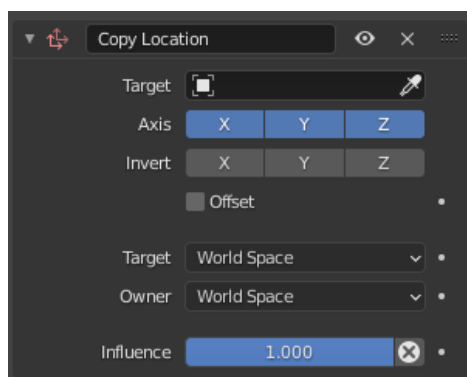 Copy Location
Target
Axis X Y Z
Invert X Y Z
Offset
Target World Space
Owner World Space
Influence 1.000